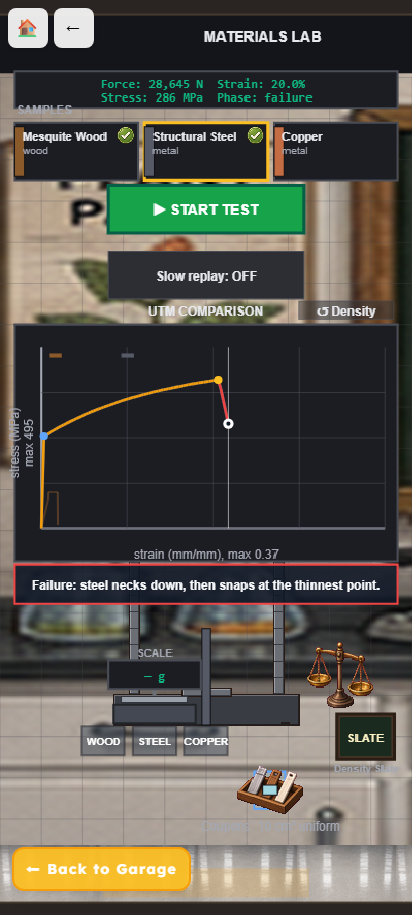 MATERIALS LAB
Force: 28,645 N Strain: 20.0%
Stress: 286 MPa Phase: failure
SAMPLES
Mesquite Wood
wood
Structural Steel
metal
Copper
metal
▶ START TEST
Slow replay: OFF
UTM COMPARISON
↺ Density
stress (MPa)
max 495
strain (mm/mm), max 0.37
Failure: steel necks down, then snaps at the thinnest point.
SCALE
— g
WOOD
STEEL
COPPER
SLATE
Density
← Back to Garage